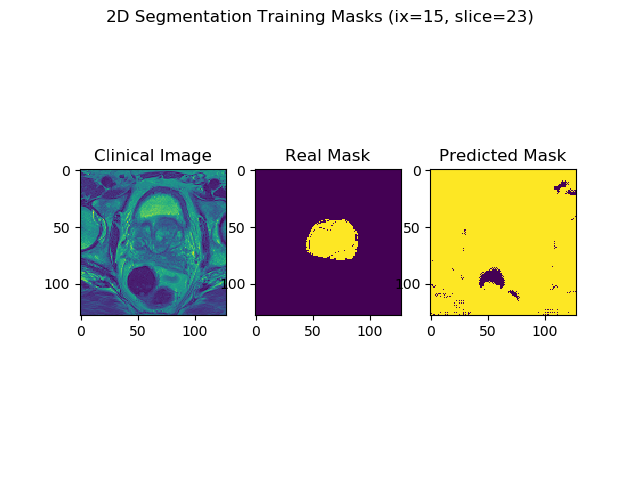 2D Segmentation Training Masks (ix=15, slice=23)
Clinical Image Real Mask Predicted Mask
0 0 0
50 50 50
100 100 100
0 50 100 0 50 100 0 50 100